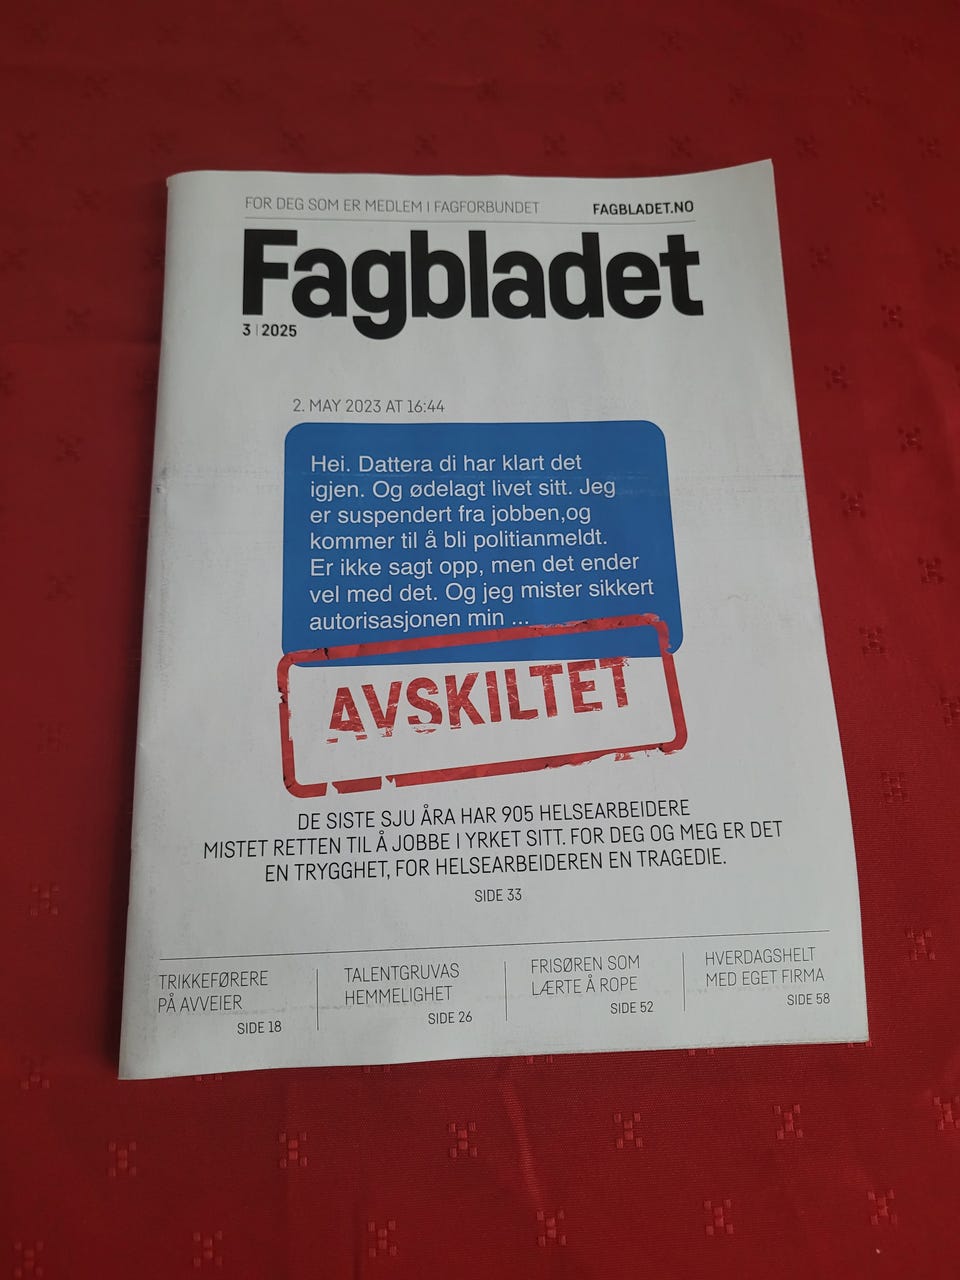 FOR DEG SOM ER MEDLEM I FAGFORBUNDET FAGBLADET.NO
Fagbladet
3 | 2025
2. MAY 2023 AT 16:44
Hei. Dattera di har klart det
igjen. Og ødelagt livet sitt. Jeg
er suspendert fra jobben,og
kommer til å bli politianmeldt.
Er ikke sagt opp, men det ender
vel med det. Og jeg mister sikkert
autorisasjonen min ...
AVSKILTET
DE SISTE SJU ÅRA HAR 905 HELSEARBEIDERE
MISTET RETTEN TIL Å JOBBE I YRKET SITT. FOR DEG OG MEG ER DET
EN TRYGGHET, FOR HELSEARBEIDEREN EN TRAGEDIE.
SIDE 33
TRIKKEFØRERE
PÅ AVVEIER
SIDE 18
TALENTGRUVAS
HEMMELIGHET
SIDE 26
FRISØREN SOM
LÆRTE Å ROPE
SIDE 52
HVERDAGSHELT
MED EGET FIRMA
SIDE 58